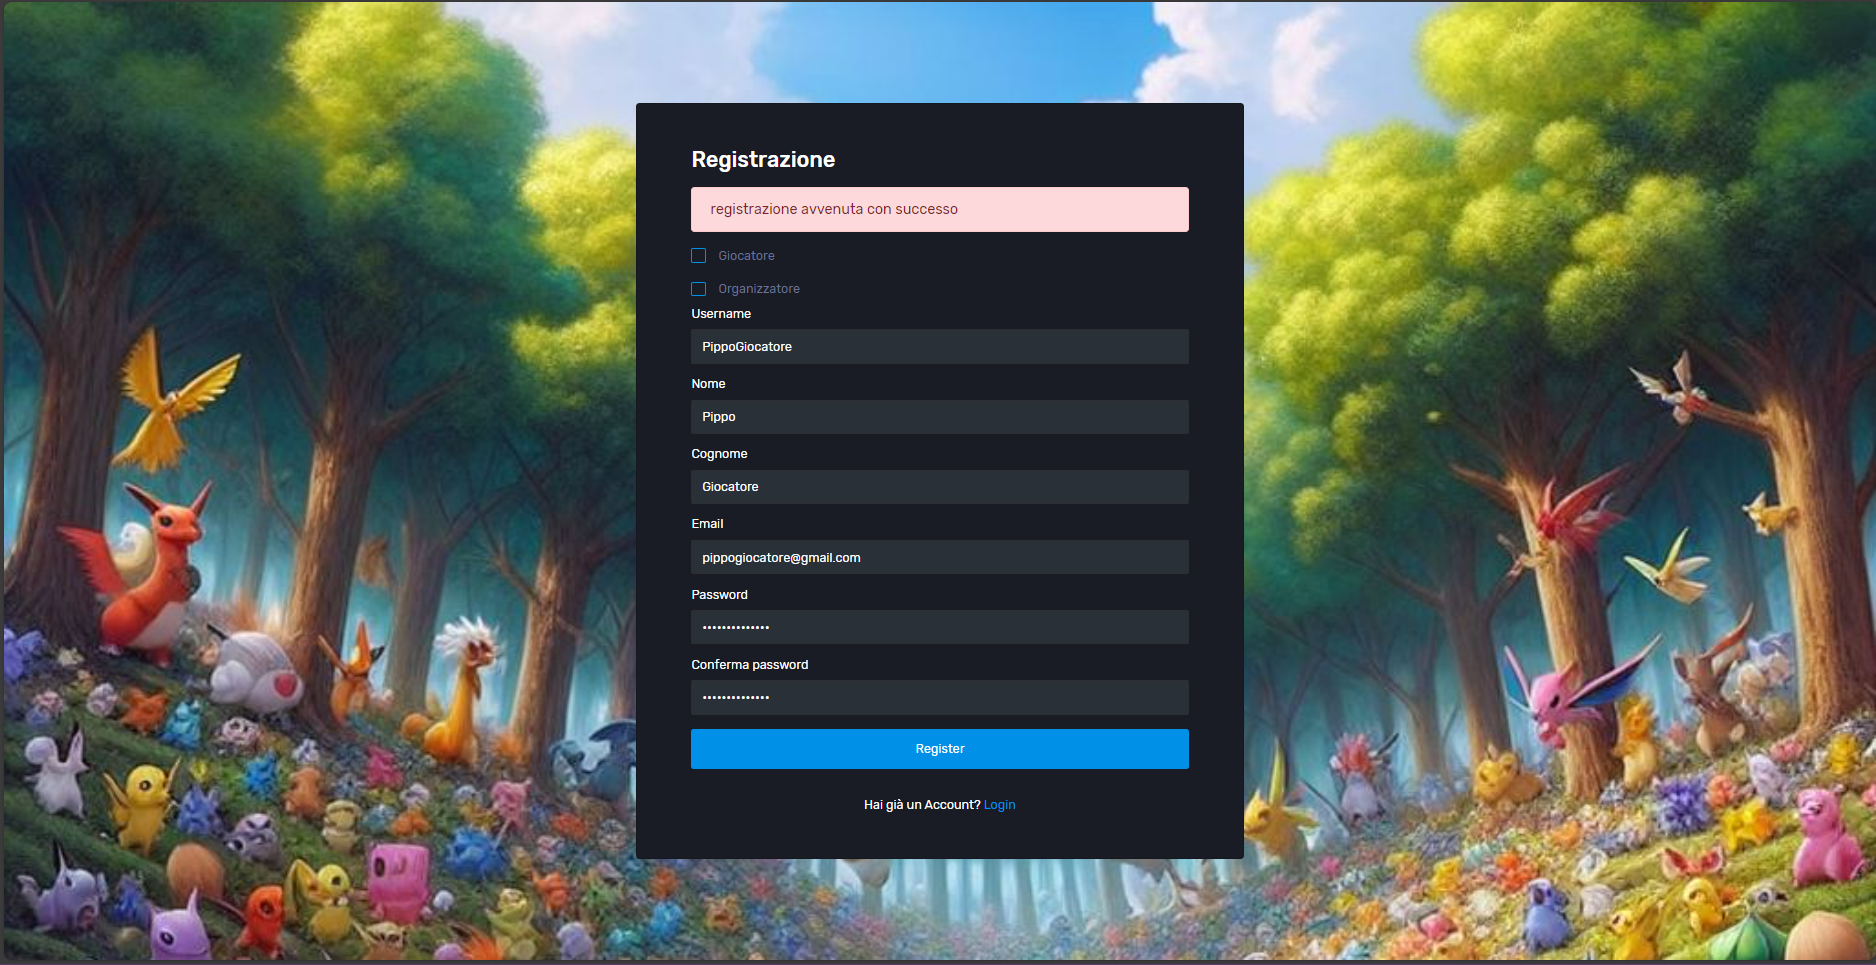 Registrazione
registrazione avvenuta con successo
Giocatore
Organizzatore
Username
PippoGiocatore
Nome
Pippo
Cognome
Giocatore
Email
pippogiocatore@gmail.com
Password
••••••••••••••
Conferma password
••••••••••••••
Register
Hai già un Account? Login